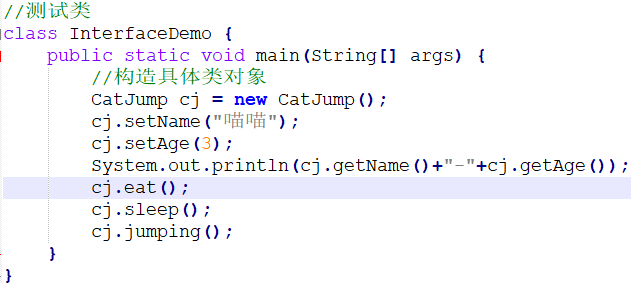 //测试类
class InterfaceDemo {
    public static void main(String[] args) {
        //构造具体类对象
        CatJump cj = new CatJump();
        cj.setName("喵喵");
        cj.setAge(3);
        System.out.println(cj.getName()+"-"+cj.getAge());
        cj.eat();
        cj.sleep();
        cj.jumping();
    }
}